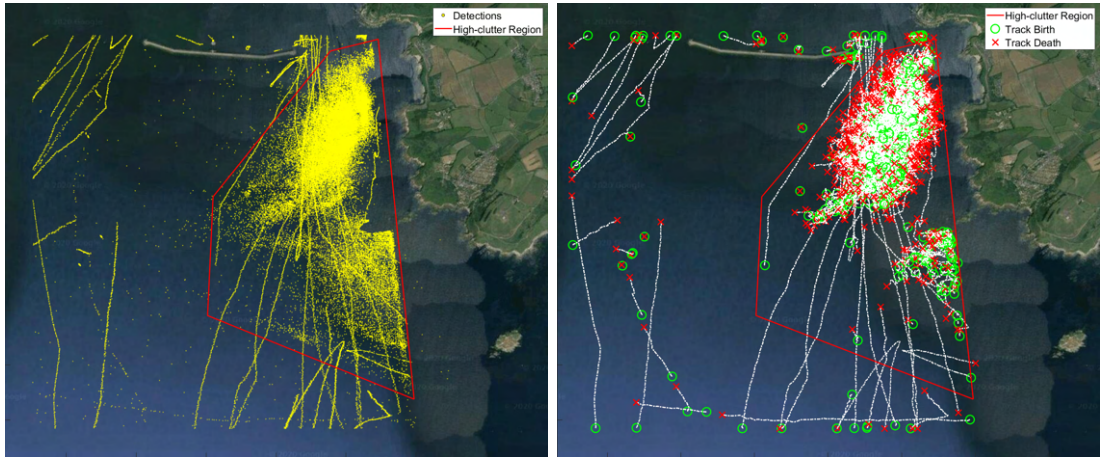 Detections
High-clutter Region
High-clutter Region
Track Birth
Track Death